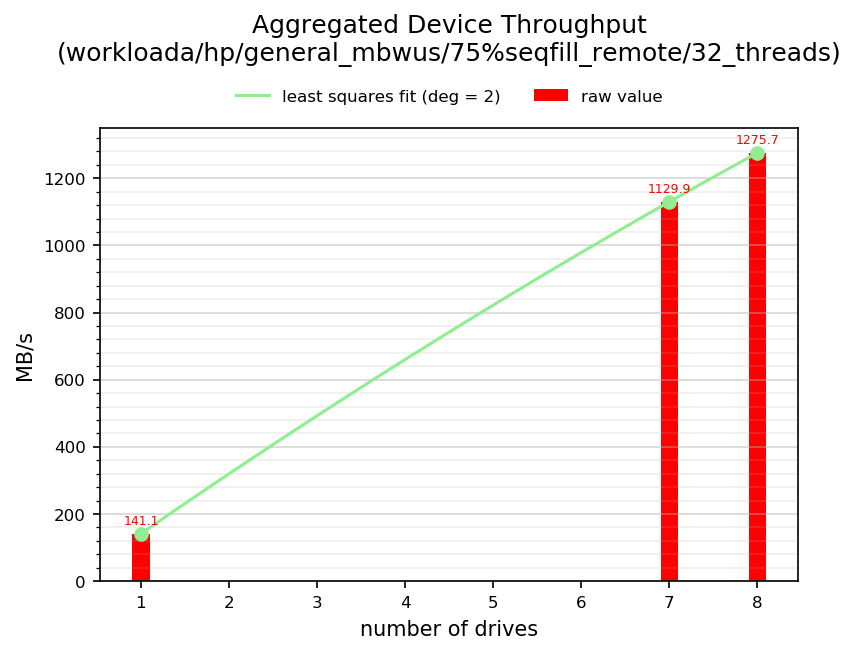 Aggregated Device Throughput
(workloada/hp/general_mbwus/75%seqfill_remote/32_threads)
least squares fit (deg = 2)
raw value
1275.7
1129.9
141.1
1200
1000
800
600
400
200
0
MB/s
1 2 3 4 5 6 7 8
number of drives